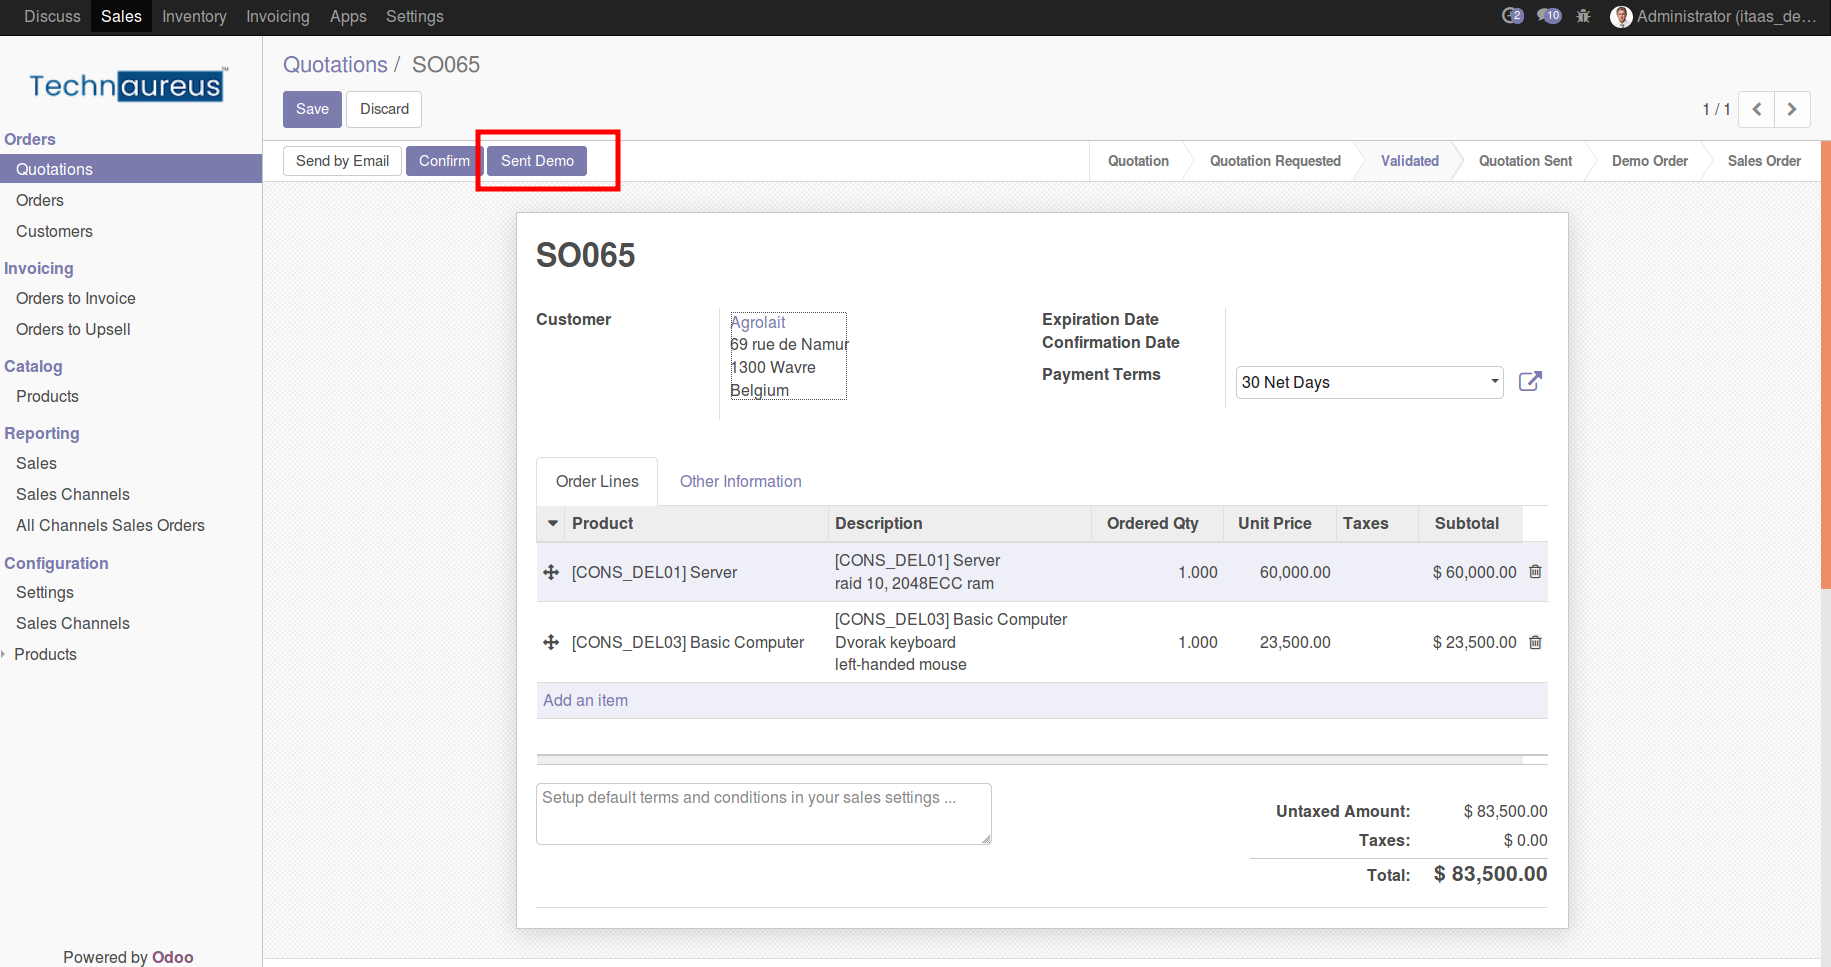 Discuss Sales Inventory Invoicing Apps Settings 2 10 Administrator (itaas_de...
Technaureus™
Orders
Quotations
Orders
Customers
Invoicing
Orders to Invoice
Orders to Upsell
Catalog
Products
Reporting
Sales
Sales Channels
All Channels Sales Orders
Configuration
Settings
Sales Channels
Products
Powered by Odoo
Quotations / SO065
Save Discard 1 / 1
Send by Email Confirm Sent Demo Quotation Quotation Requested Validated Quotation Sent Demo Order Sales Order
SO065
Customer
Agrolait
69 rue de Namur
1300 Wavre
Belgium
Expiration Date
Confirmation Date
Payment Terms 30 Net Days
Order Lines Other Information
Product Description Ordered Qty Unit Price Taxes Subtotal
[CONS_DEL01] Server [CONS_DEL01] Server 1.000 60,000.00 $ 60,000.00
raid 10, 2048ECC ram
[CONS_DEL03] Basic Computer [CONS_DEL03] Basic Computer 1.000 23,500.00 $ 23,500.00
Dvorak keyboard
left-handed mouse
Add an item
Setup default terms and conditions in your sales settings ...
Untaxed Amount: $ 83,500.00
Taxes: $ 0.00
Total: $ 83,500.00